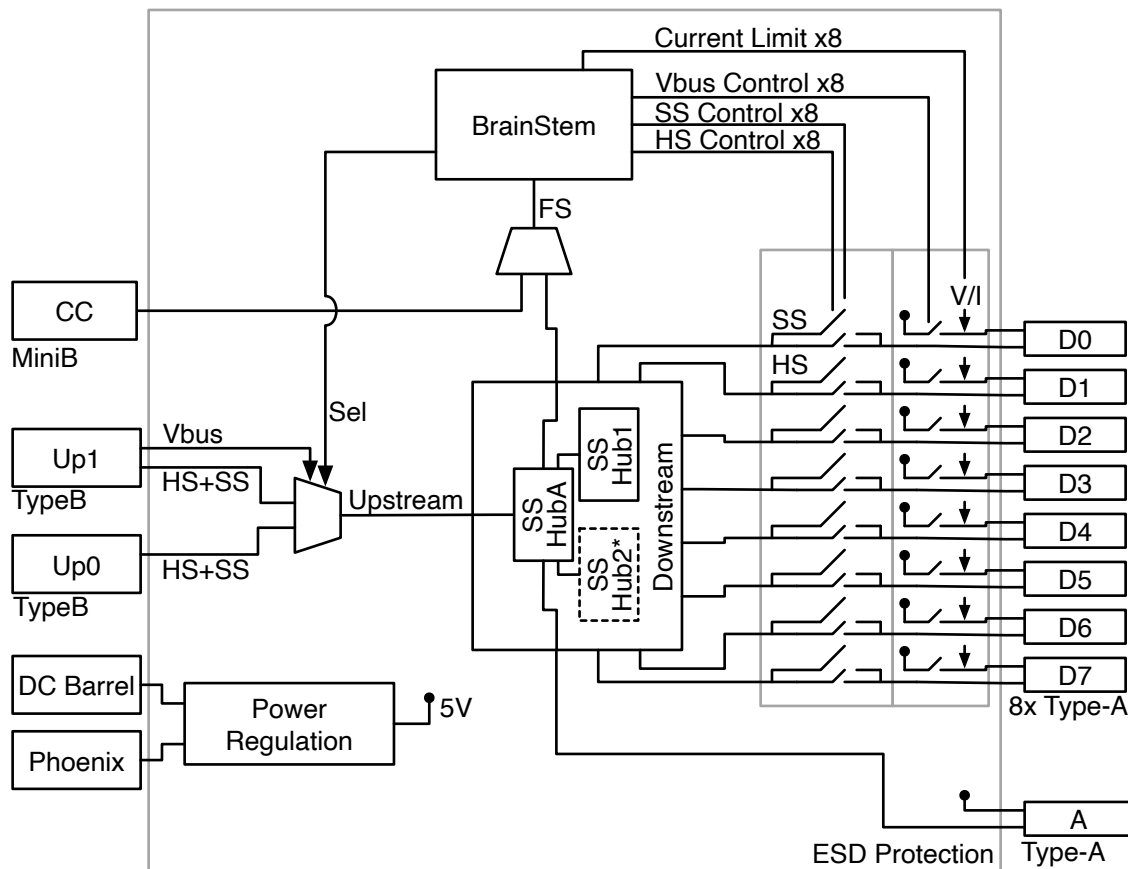 Current Limit x8
Vbus Control x8
SS Control x8
HS Control x8
BrainStem
FS
CC
MiniB
Sel
Vbus
Up1
HS+SS
TypeB
Upstream
Up0
HS+SS
TypeB
SS
HubA
SS
Hub1
SS
Hub2*
Downstream
SS
HS
V/I
D0
D1
D2
D3
D4
D5
D6
D7
8x Type-A
DC Barrel
Phoenix
Power
Regulation
5V
A
Type-A
ESD Protection